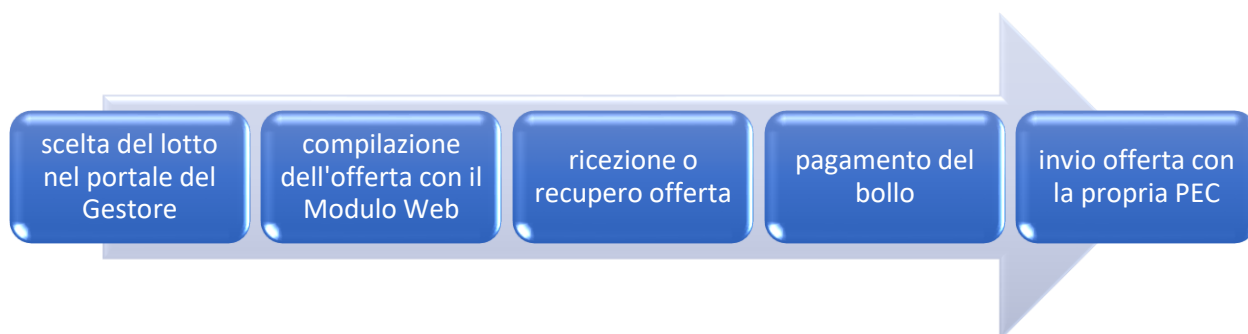 scelta del lotto
nel portale del
Gestore
compilazione
dell'offerta con il
Modulo Web
ricezione o
recupero offerta
pagamento del
bollo
invio offerta con
la propria PEC